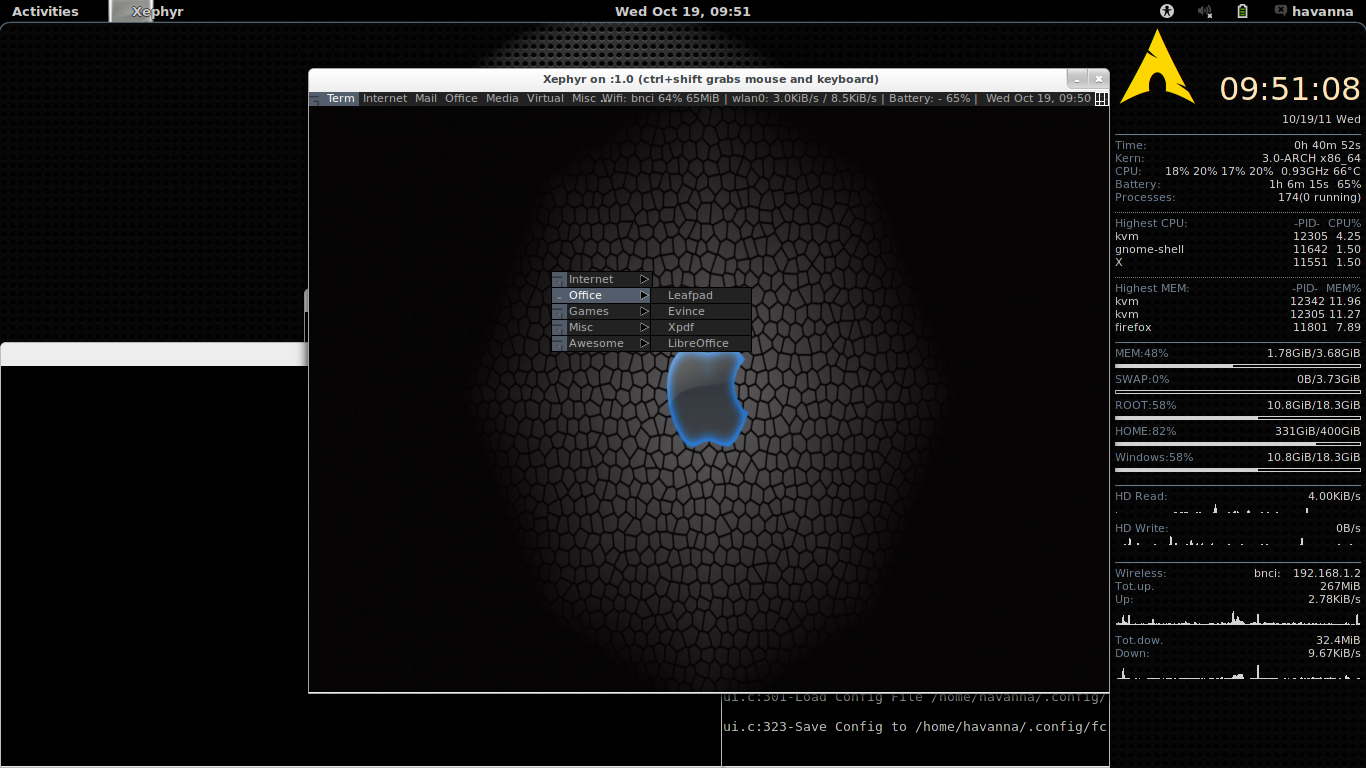 Activities Xephyr Wed Oct 19, 09:51 havanna
Xephyr on :1.0 (ctrl+shift grabs mouse and keyboard)
Term Internet Mail Office Media Virtual Misc Wifi: bnci 64% 65MiB | wlan0: 3.0KiB/s / 8.5KiB/s | Battery: - 65% | Wed Oct 19, 09:50
Internet
Office
Games
Misc
Awesome
Leafpad
Evince
Xpdf
LibreOffice
ui.c:301-Load Config File /home/havanna/.config/
ui.c:323-Save Config to /home/havanna/.config/fc
09:51:08
10/19/11 Wed
Time: 0h 40m 52s
Kern: 3.0-ARCH x86_64
CPU: 18% 20% 17% 20% 0.93GHz 66°C
Battery: 1h 6m 15s 65%
Processes: 174(0 running)
Highest CPU: -PID- CPU%
kvm 12305 4.25
gnome-shell 11642 1.50
X 11551 1.50
Highest MEM: -PID- MEM%
kvm 12342 11.96
kvm 12305 11.27
firefox 11801 7.89
MEM:48% 1.78GiB/3.68GiB
SWAP:0% 0B/3.73GiB
ROOT:58% 10.8GiB/18.3GiB
HOME:82% 331GiB/400GiB
Windows:58% 10.8GiB/18.3GiB
HD Read: 4.00KiB/s
HD Write: 0B/s
Wireless: bnci: 192.168.1.2
Tot.up. 267MiB
Up: 2.78KiB/s
Tot.dow. 32.4MiB
Down: 9.67KiB/s